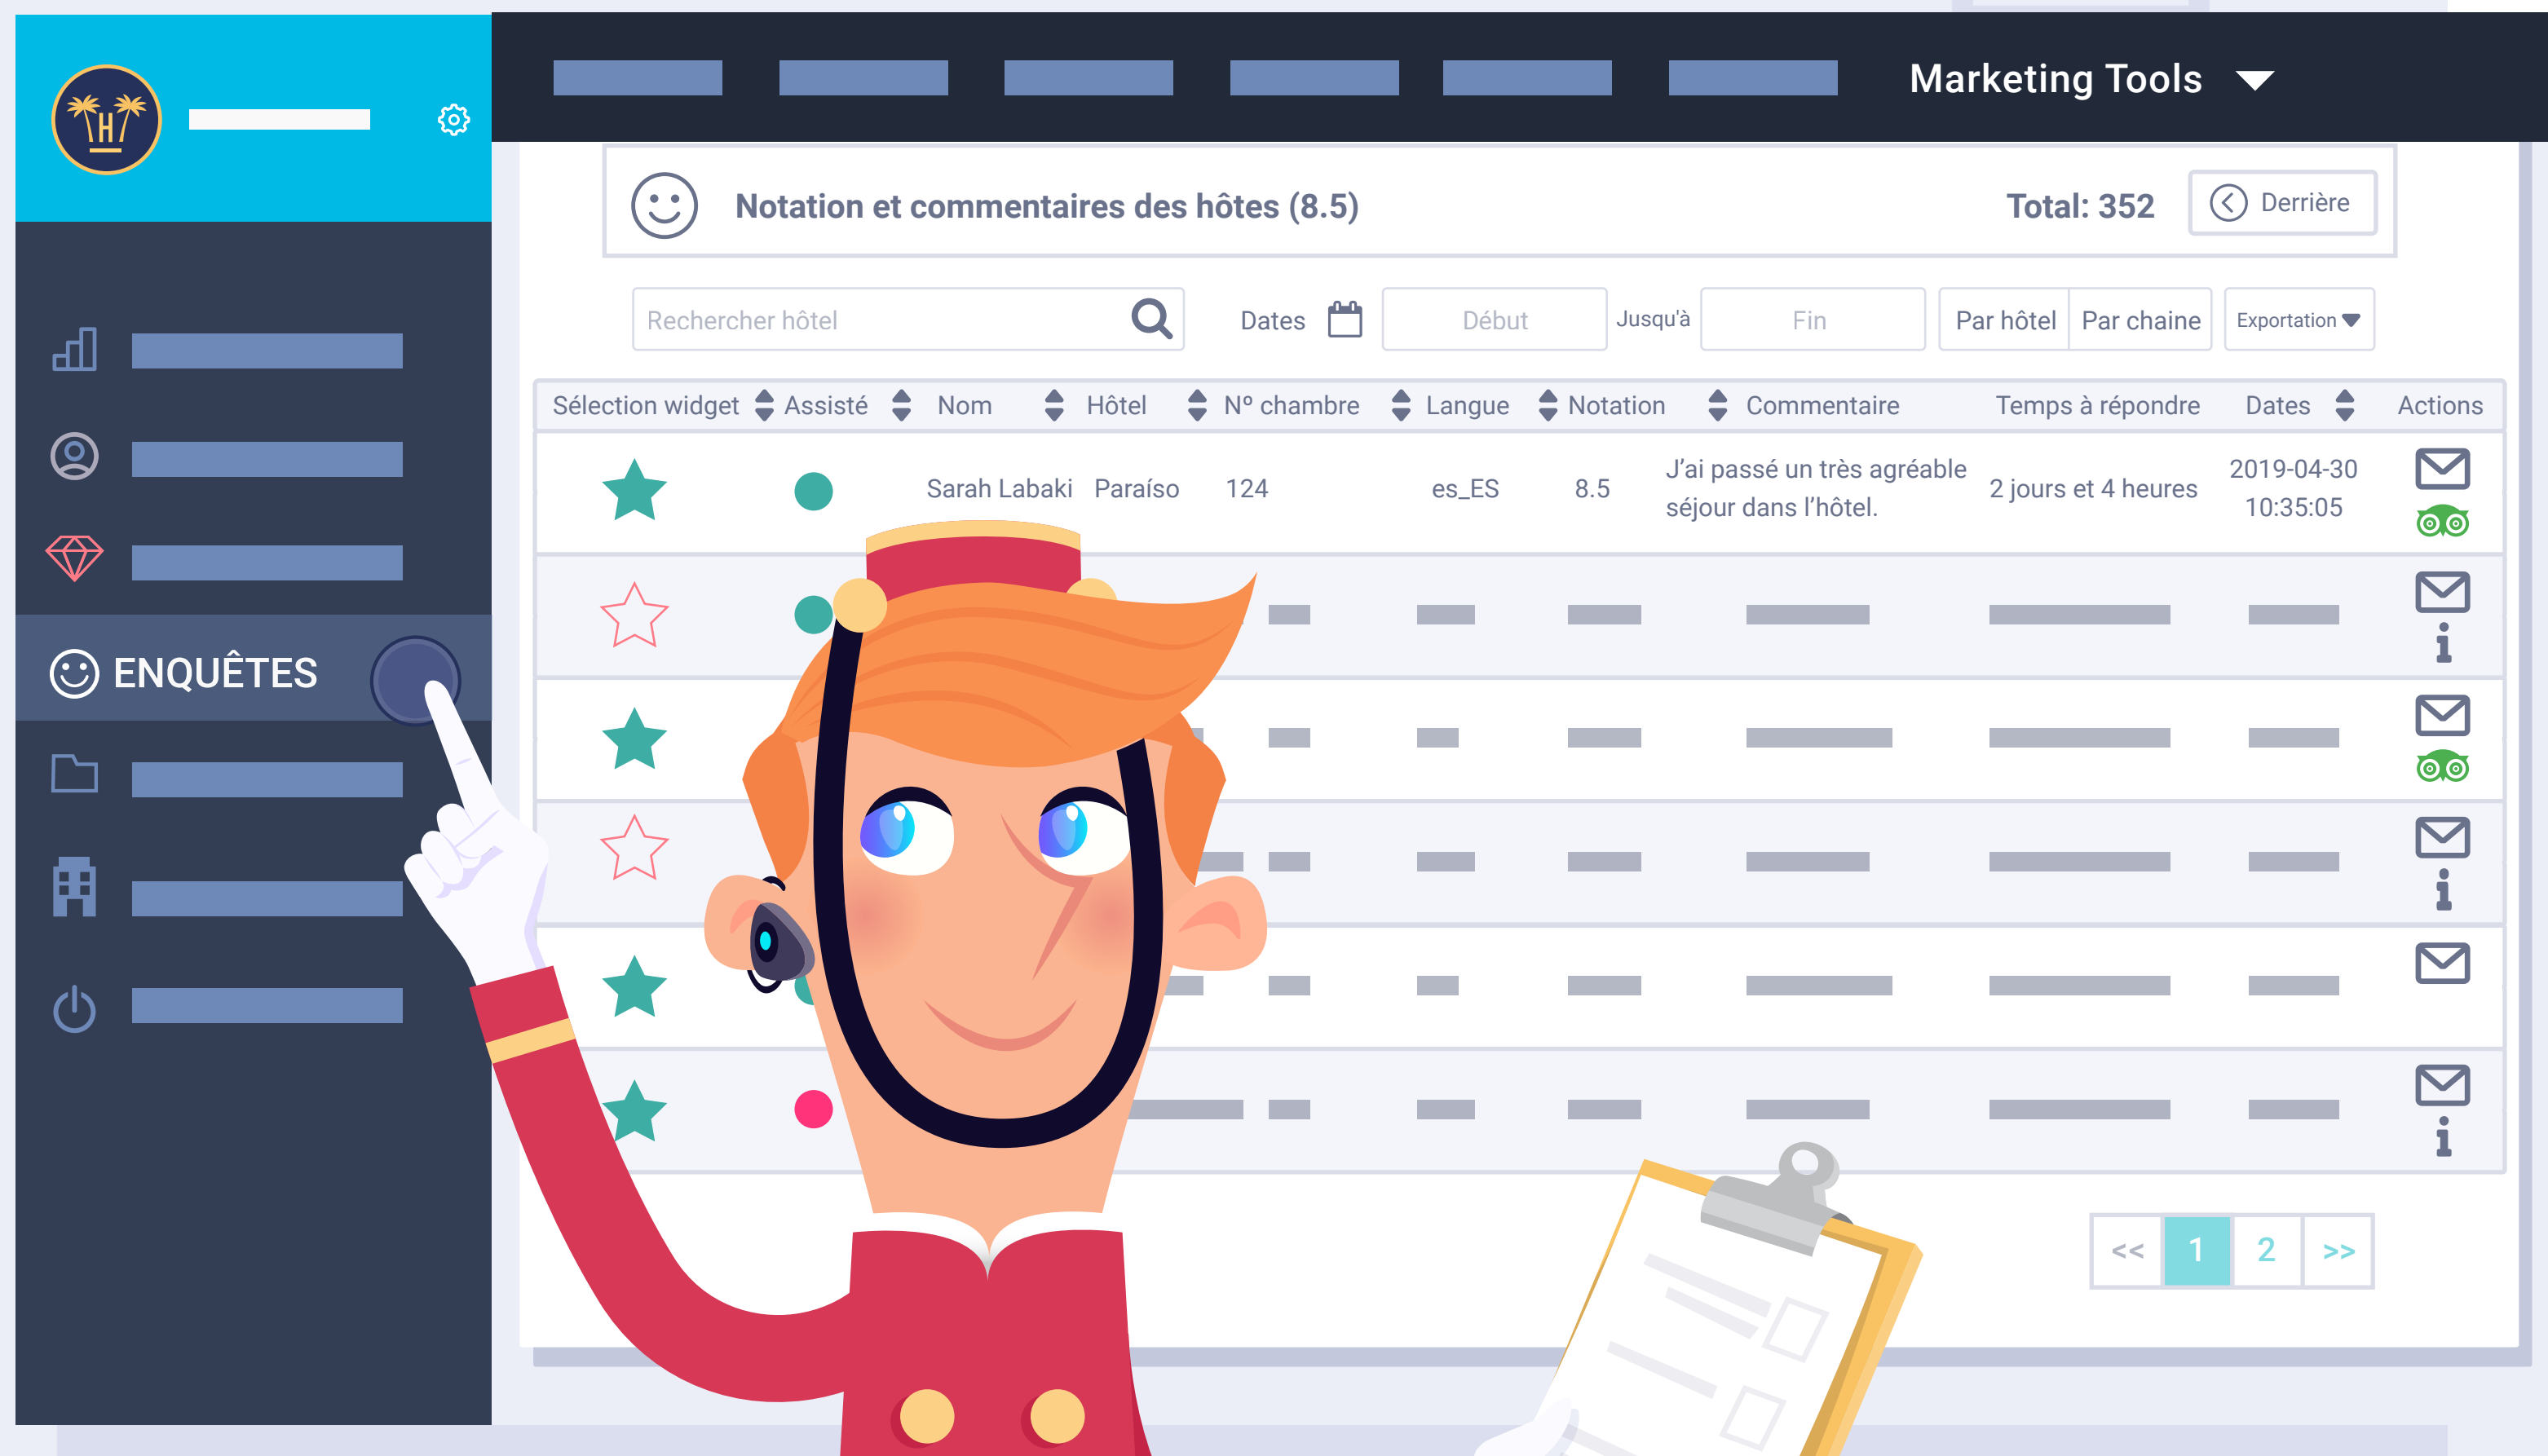 Marketing Tools
H
Notation et commentaires des hôtes (8.5)
Total: 352
Derrière
Rechercher hôtel
Dates
Début
Jusqu'à
Fin
Par hôtel
Par chaine
Exportation
Sélection widget
Assisté
Nom
Hôtel
Nº chambre
Langue
Notation
Commentaire
Temps à répondre
Dates
Actions
Sarah Labaki
Paraíso
124
es_ES
8.5
J’ai passé un très agréable
séjour dans l’hôtel.
2 jours et 4 heures
2019-04-30
10:35:05
ENQUÊTES
<<
1
2
>>